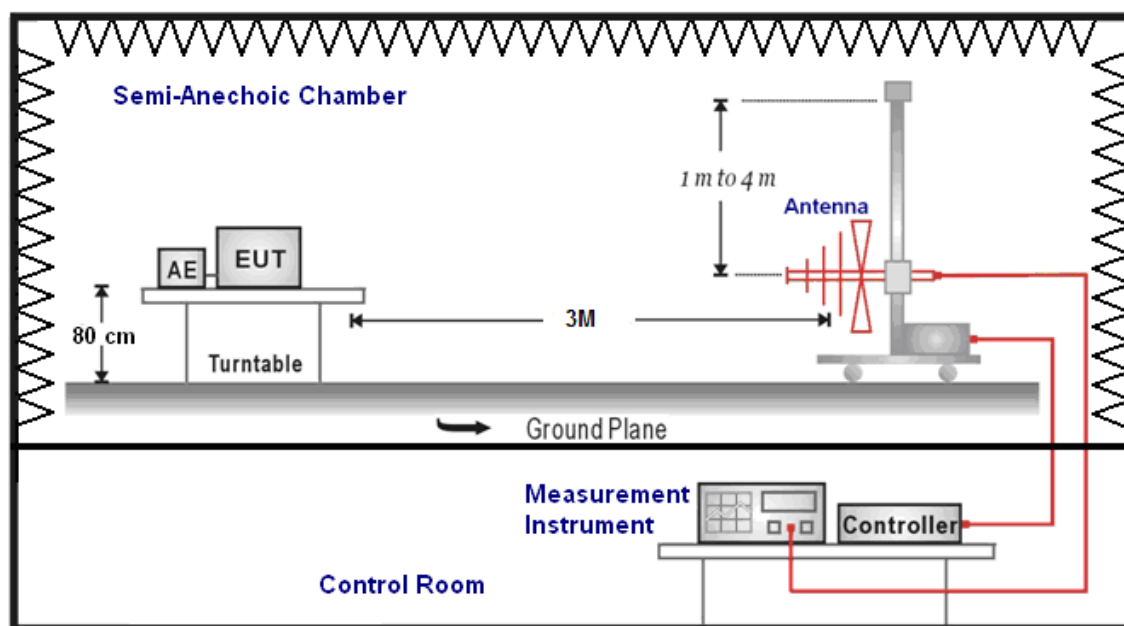 Semi-Anechoic Chamber
1 m to 4 m
Antenna
AE
EUT
80 cm
3M
Turntable
Ground Plane
Measurement
Instrument
Controller
Control Room